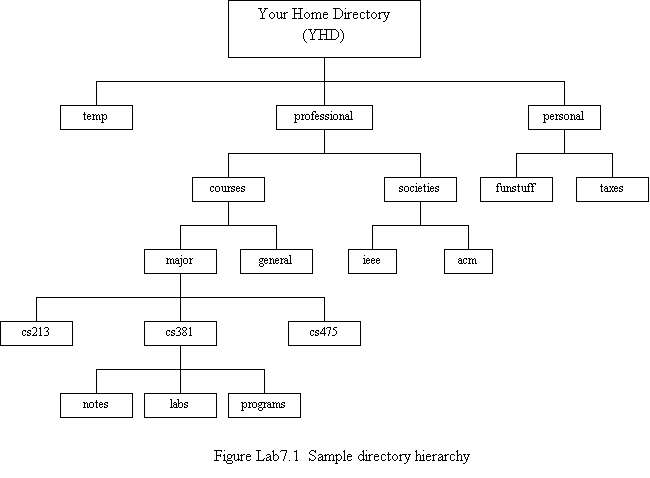 Your Home Directory
(YHD)
temp
professional
personal
courses
societies
funstuff
taxes
major
general
ieee
acm
cs213
cs381
cs475
notes
labs
programs
Figure Lab7.1 Sample directory hierarchy